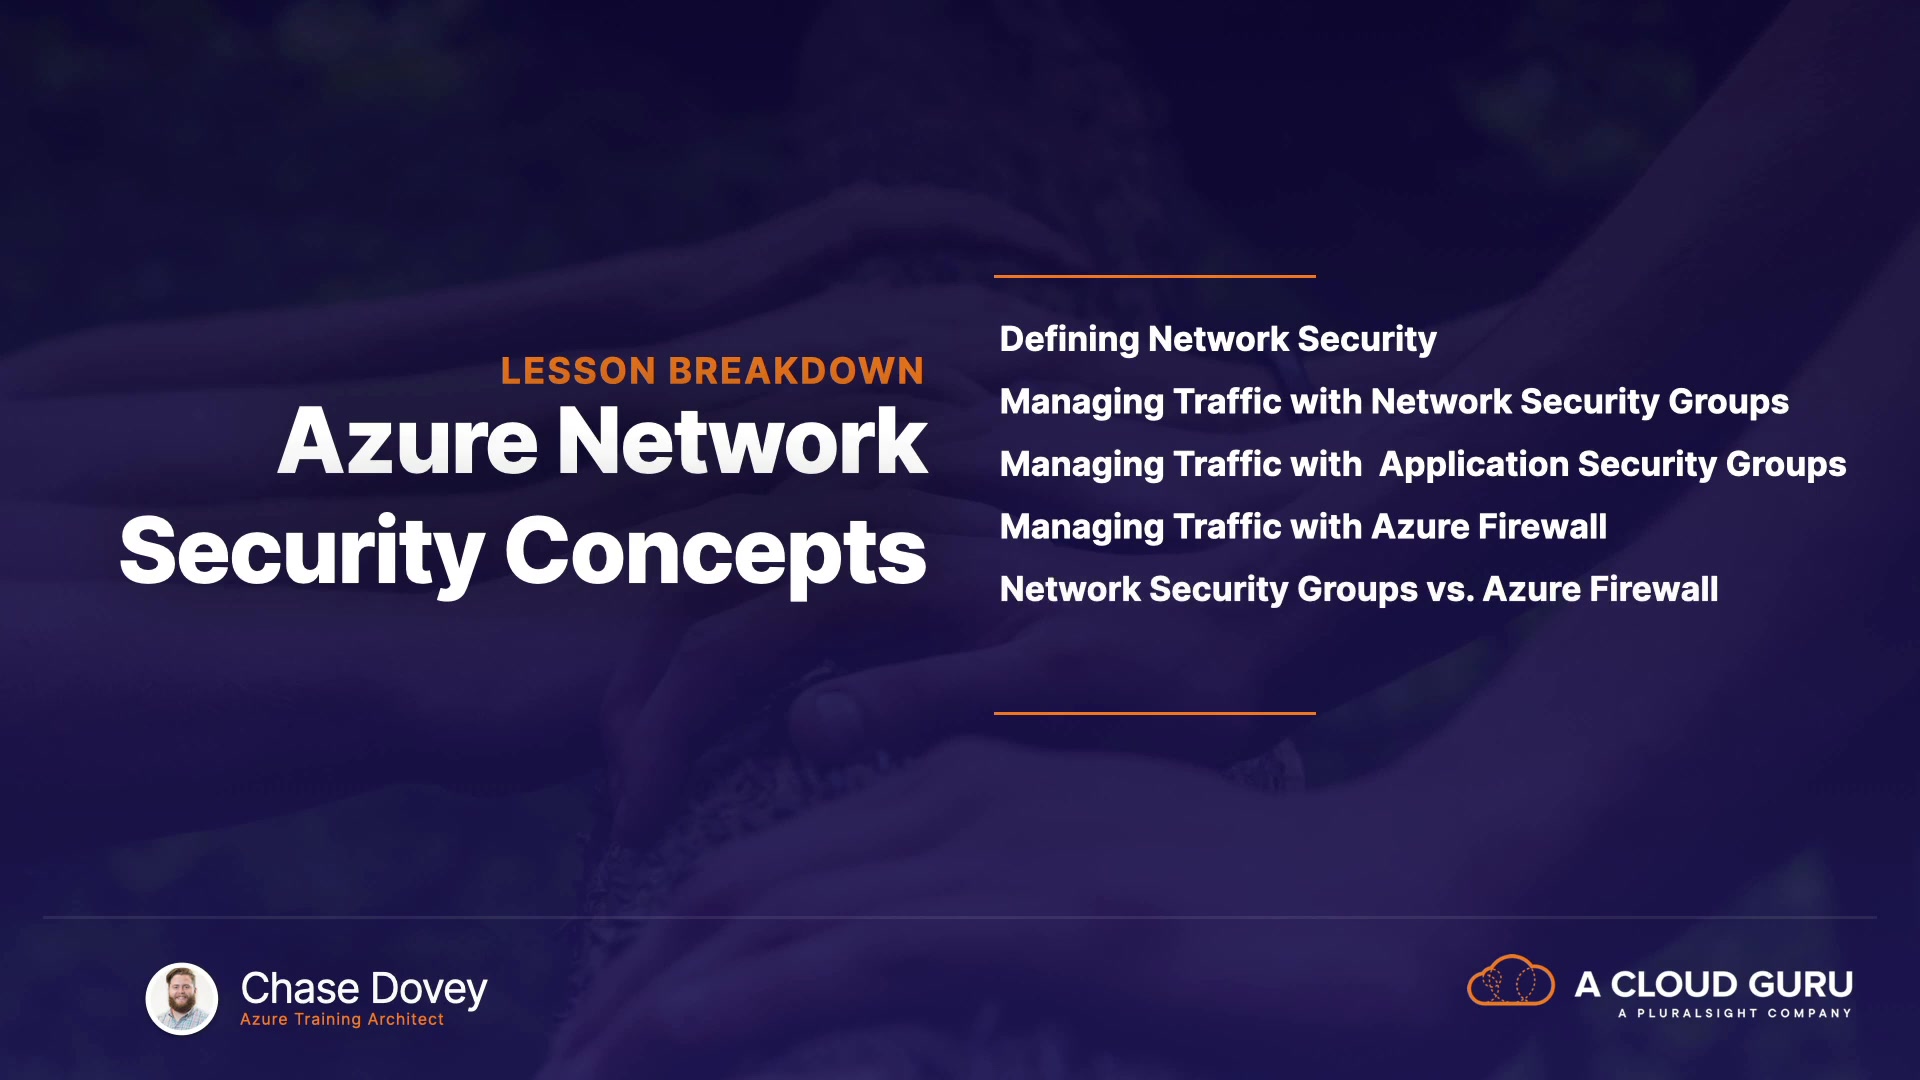 LESSON BREAKDOWN
Azure Network
Security Concepts
Defining Network Security
Managing Traffic with Network Security Groups
Managing Traffic with  Application Security Groups
Managing Traffic with Azure Firewall
Network Security Groups vs. Azure Firewall
Chase Dovey
Azure Training Architect
A CLOUD GURU
A PLURALSIGHT COMPANY